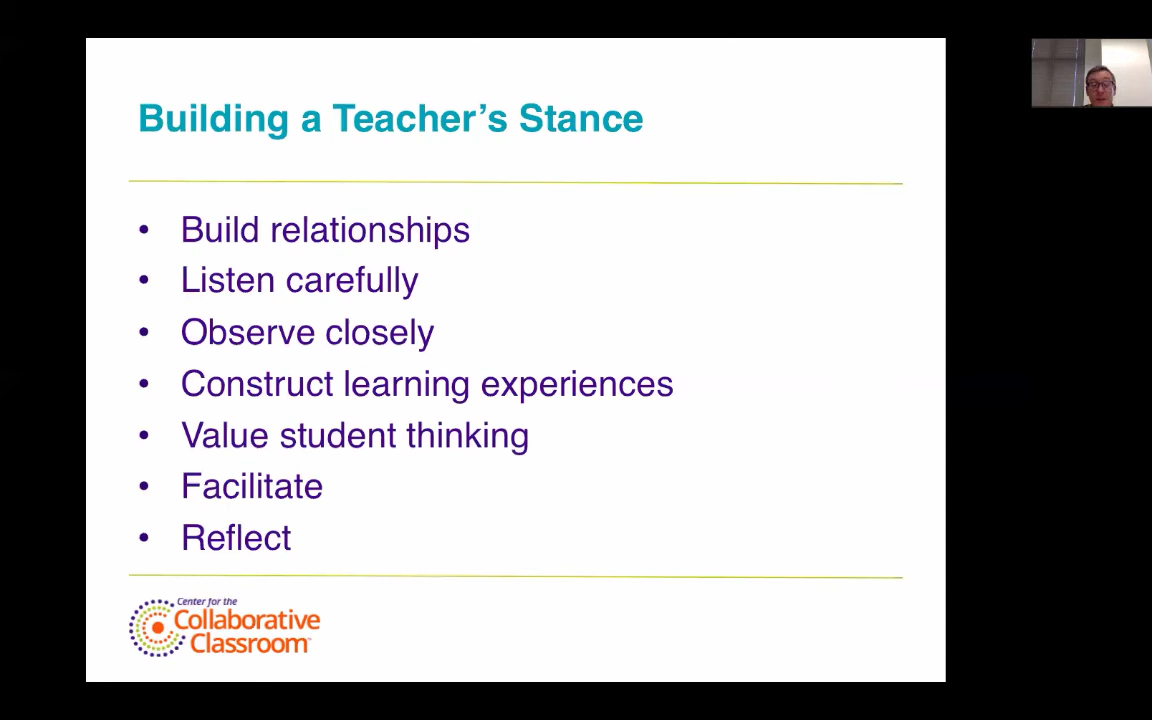 Building a Teacher’s Stance
• Build relationships
• Listen carefully
• Observe closely
• Construct learning experiences
• Value student thinking
• Facilitate
• Reflect
Center for the
Collaborative
Classroom™